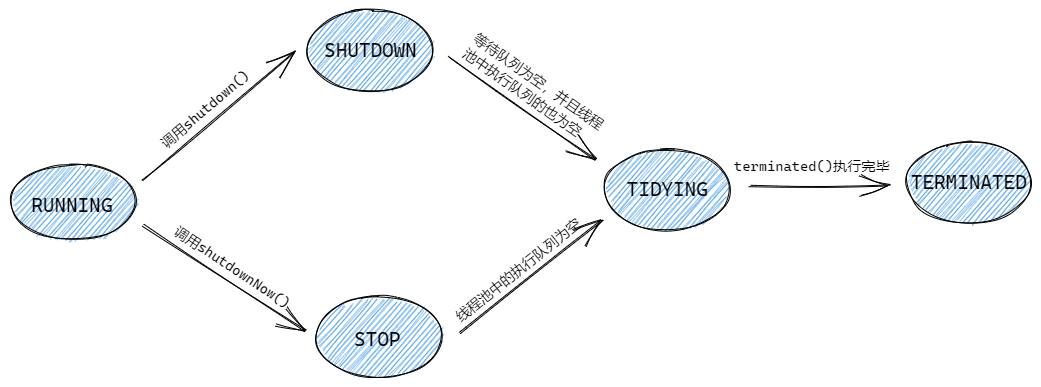 SHUTDOWN
等待队列为空，并且线程
池中执行队列的也为空
调用shutdown()
terminated()执行完毕
RUNNING
TIDYING
TERMINATED
调用shutdownNow()
线程池中的执行队列为空
STOP